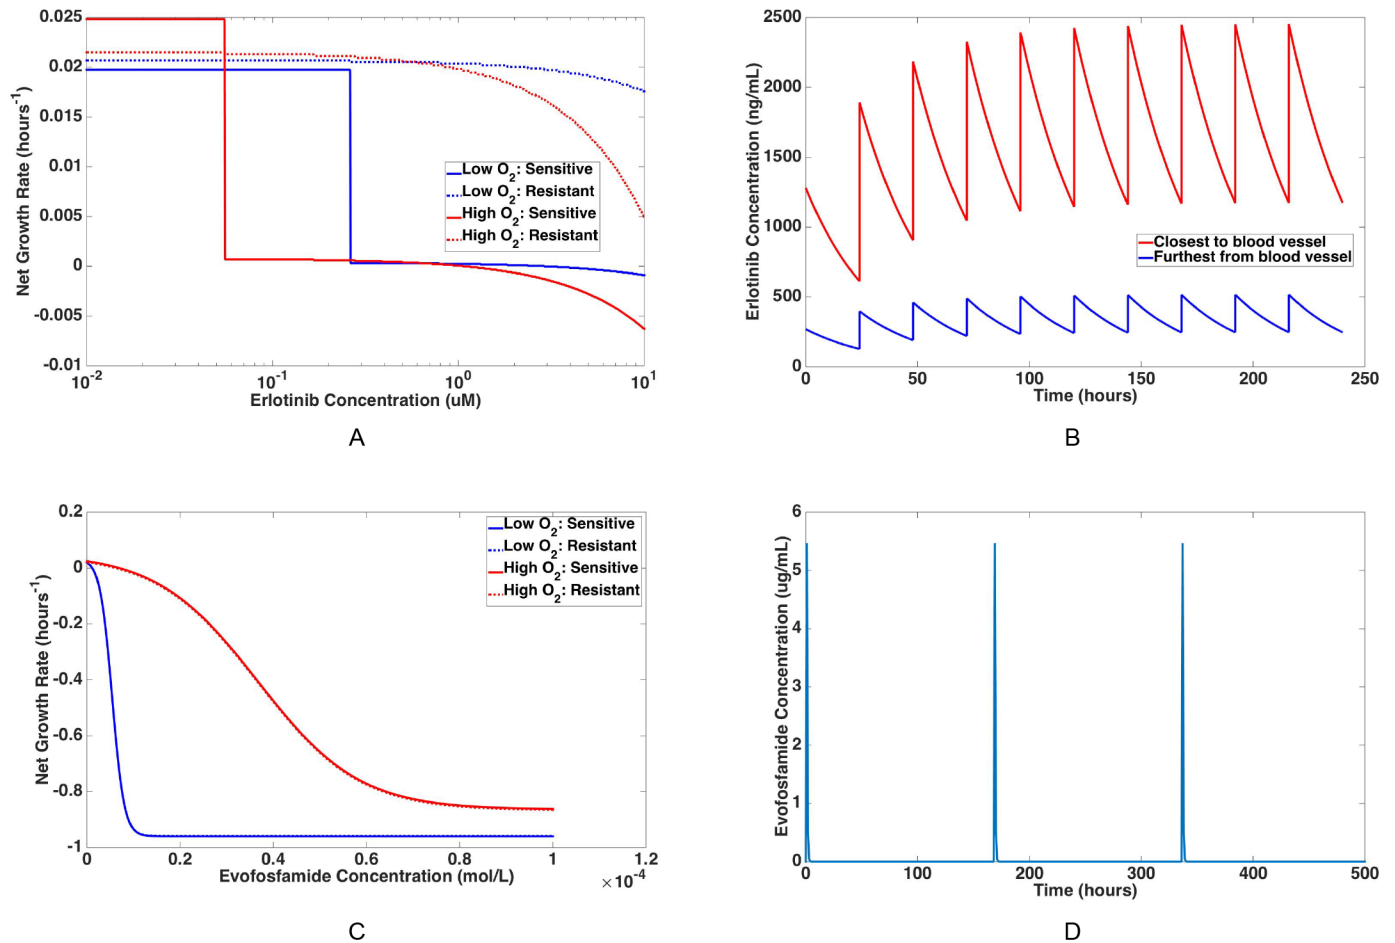 0.025
0.02
0.015
0.01
0.005
0
-0.005
-0.01
Net Growth Rate (hours-1)
10-2
10-1
100
101
Erlotinib Concentration (uM)
Low O2: Sensitive
Low O2: Resistant
High O2: Sensitive
High O2: Resistant
A
2500
2000
1500
1000
500
0
Erlotinib Concentration (ng/mL)
0
50
100
150
200
250
Time (hours)
Closest to blood vessel
Furthest from blood vessel
B
0.2
0
-0.2
-0.4
-0.6
-0.8
-1
Net Growth Rate (hours-1)
0
0.2
0.4
0.6
0.8
1
1.2
×10-4
Evofosfamide Concentration (mol/L)
Low O2: Sensitive
Low O2: Resistant
High O2: Sensitive
High O2: Resistant
C
6
5
4
3
2
1
0
Evofosfamide Concentration (ug/mL)
0
100
200
300
400
500
Time (hours)
D